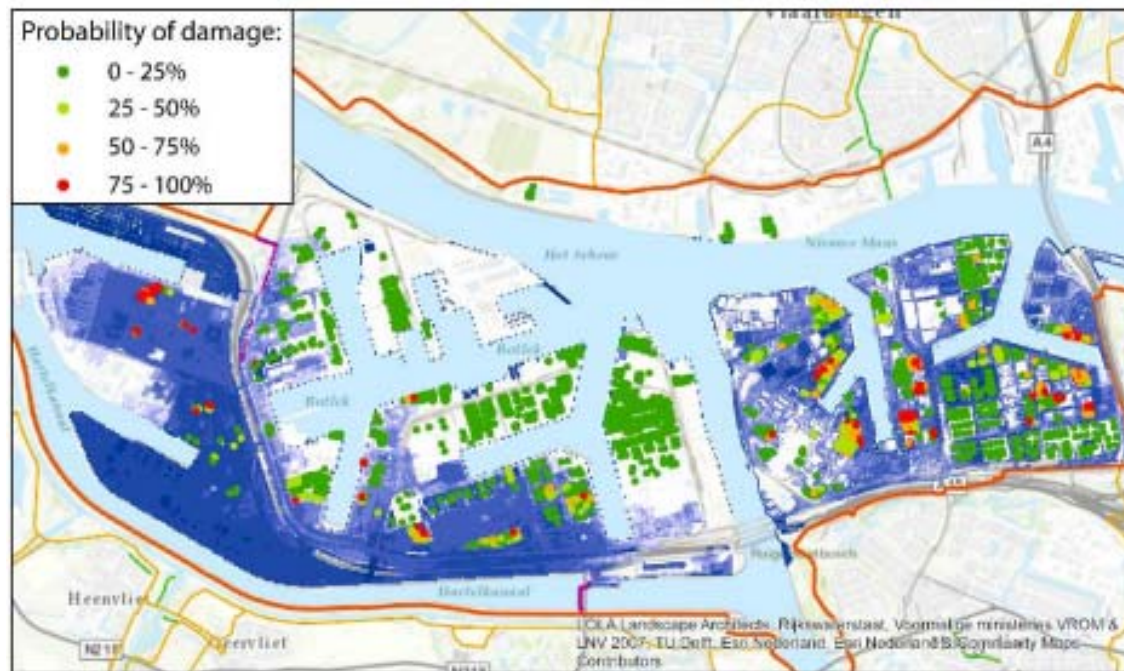 Probability of damage:
0 - 25%
25 - 50%
50 - 75%
75 - 100%
Vlaardingen
A4
Het Scheur
Nieuwe Maas
Hartelkanaal
Botlek
Botlek
Hartelkanaal
Heenvliet
Geervliet
N218
LOLA Landscape Architects, Rijkswaterstaat, Voormalige ministeries VROM &
LNV 2007, TU Delft, Esri Nederland, Esri Nederland & Community Maps
Contributors